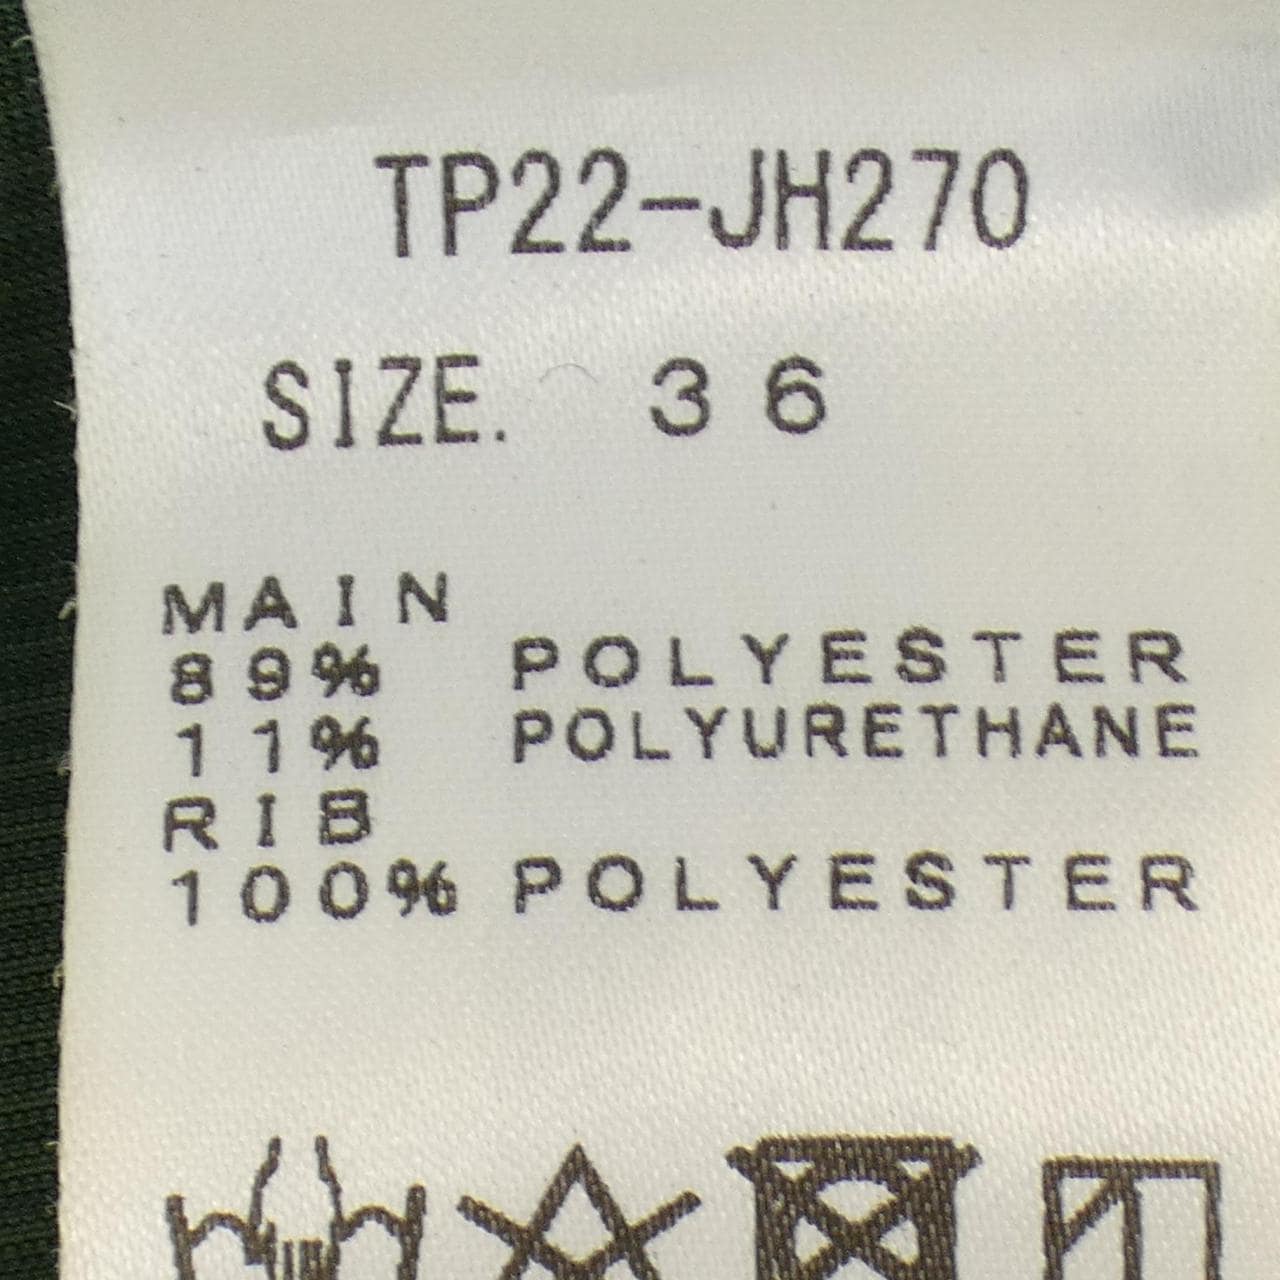 TP22-JH270
SIZE. 36
MAIN
89% POLYESTER
11% POLYURETHANE
RIB
100% POLYESTER